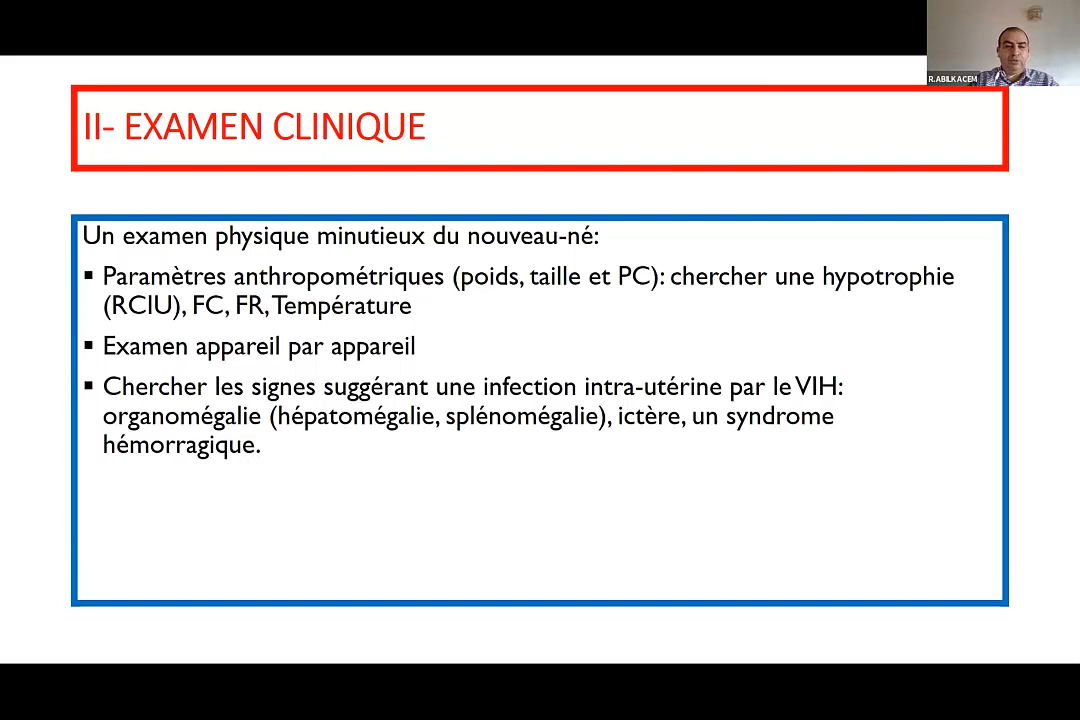 R.ABILKACEM
II- EXAMEN CLINIQUE
Un examen physique minutieux du nouveau-né:
▪ Paramètres anthropométriques (poids, taille et PC): chercher une hypotrophie
(RCIU), FC, FR, Température
▪ Examen appareil par appareil
▪ Chercher les signes suggérant une infection intra-utérine par le VIH:
organomégalie (hépatomégalie, splénomégalie), ictère, un syndrome
hémorragique.